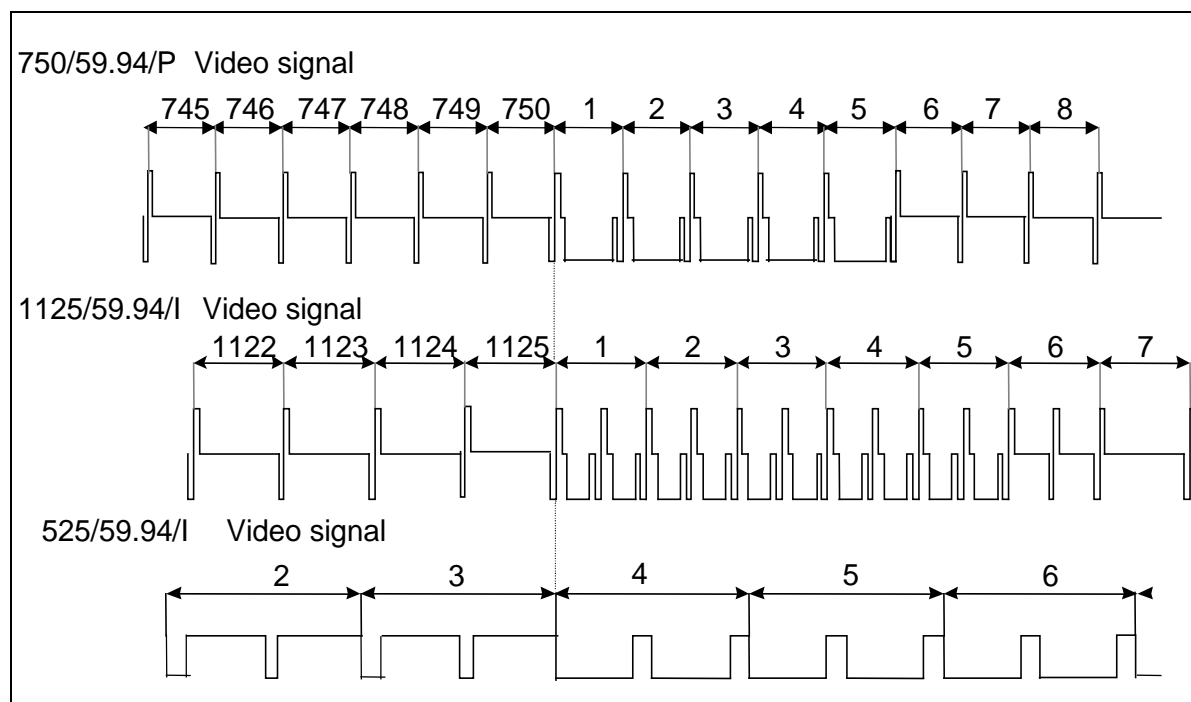 750/59.94/P Video signal
745 746 747 748 749 750 1 2 3 4 5 6 7 8
1125/59.94/I Video signal
1122 1123 1124 1125 1 2 3 4 5 6 7
525/59.94/I Video signal
2 3 4 5 6